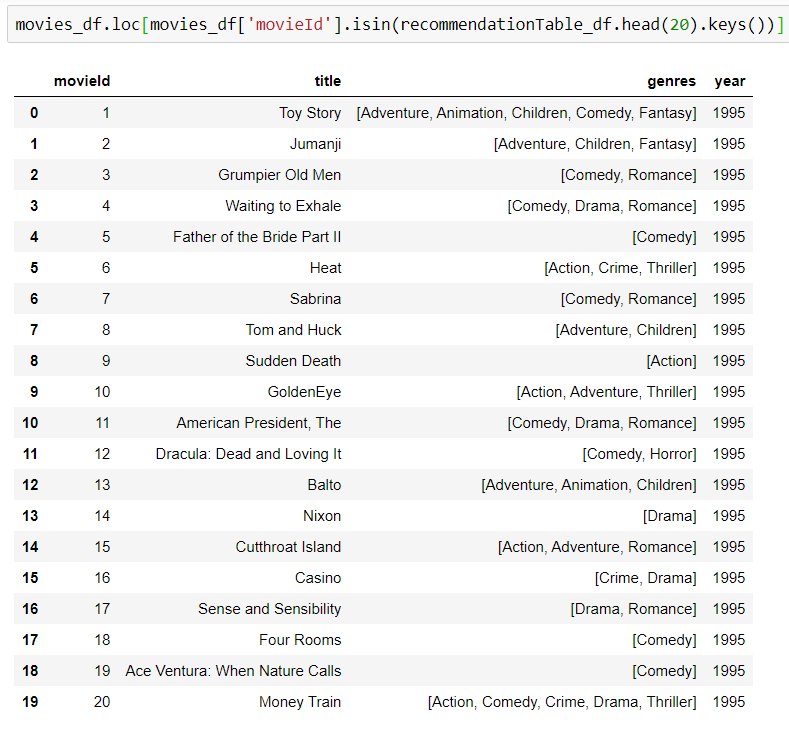 movies_df.loc[movies_df['movieId'].isin(recommendationTable_df.head(20).keys())]
movieId title genres year
0 1 Toy Story [Adventure, Animation, Children, Comedy, Fantasy] 1995
1 2 Jumanji [Adventure, Children, Fantasy] 1995
2 3 Grumpier Old Men [Comedy, Romance] 1995
3 4 Waiting to Exhale [Comedy, Drama, Romance] 1995
4 5 Father of the Bride Part II [Comedy] 1995
5 6 Heat [Action, Crime, Thriller] 1995
6 7 Sabrina [Comedy, Romance] 1995
7 8 Tom and Huck [Adventure, Children] 1995
8 9 Sudden Death [Action] 1995
9 10 GoldenEye [Action, Adventure, Thriller] 1995
10 11 American President, The [Comedy, Drama, Romance] 1995
11 12 Dracula: Dead and Loving It [Comedy, Horror] 1995
12 13 Balto [Adventure, Animation, Children] 1995
13 14 Nixon [Drama] 1995
14 15 Cutthroat Island [Action, Adventure, Romance] 1995
15 16 Casino [Crime, Drama] 1995
16 17 Sense and Sensibility [Drama, Romance] 1995
17 18 Four Rooms [Comedy] 1995
18 19 Ace Ventura: When Nature Calls [Comedy] 1995
19 20 Money Train [Action, Comedy, Crime, Drama, Thriller] 1995